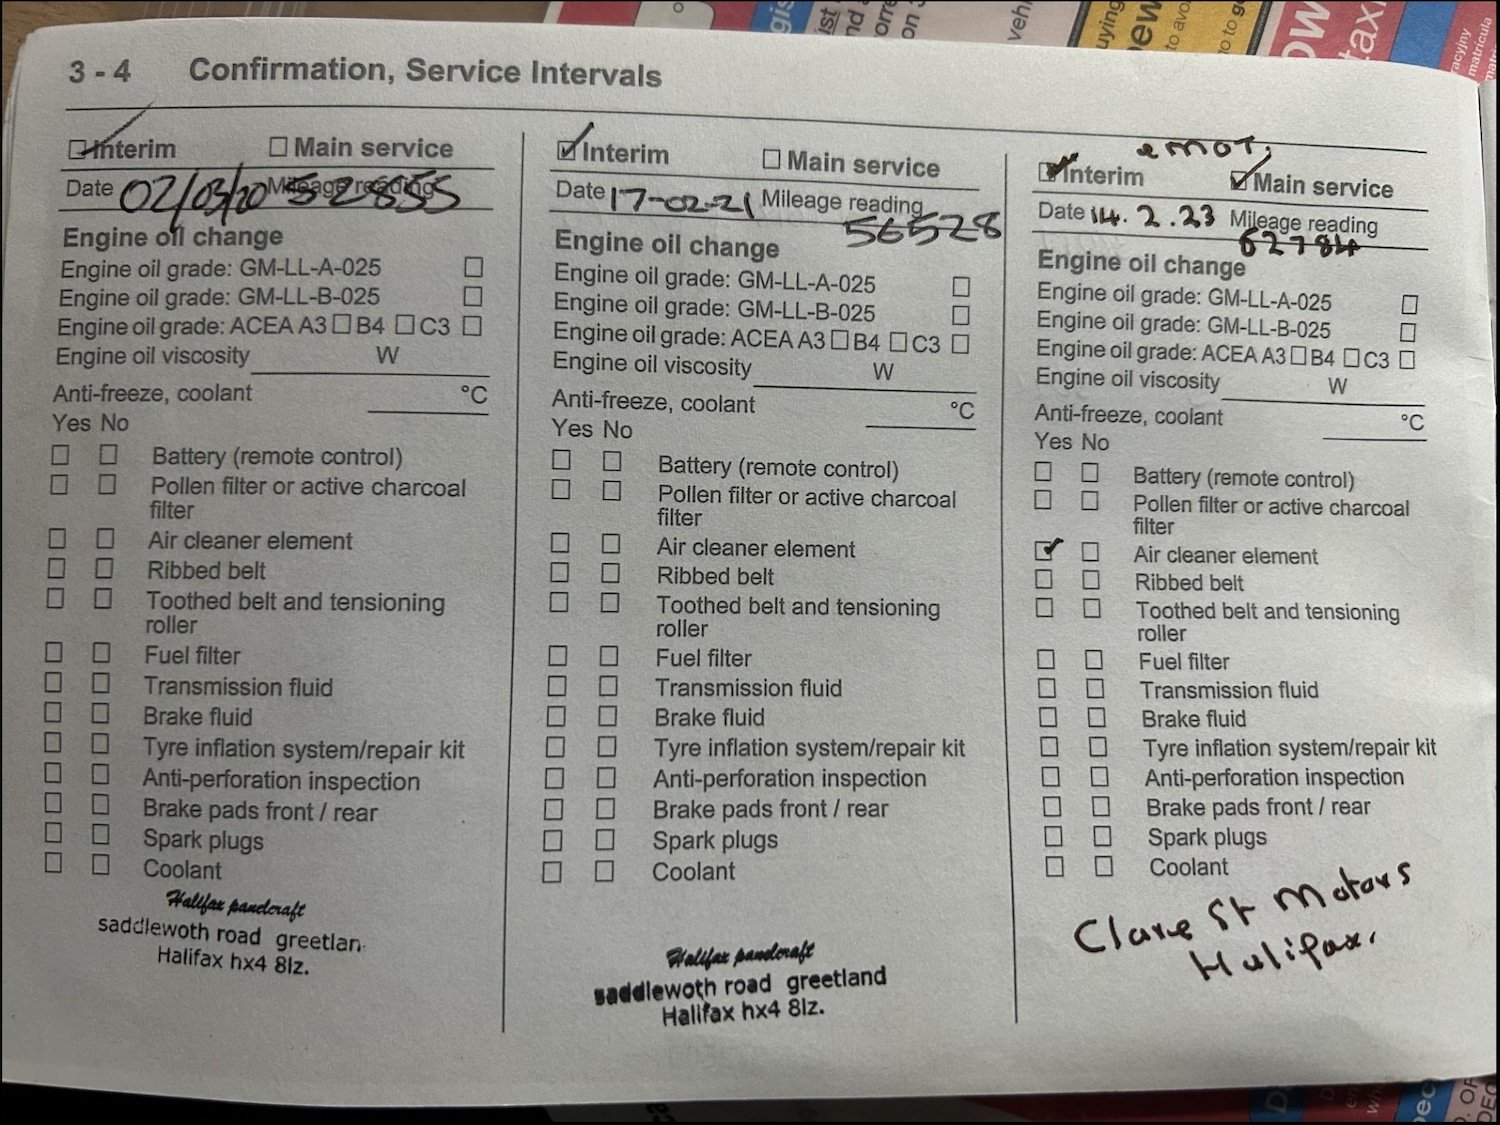 3 - 4 Confirmation, Service Intervals
☑ Interim ☐ Main service
Date 02/03/20 Mileage reading 52855
Engine oil change
Engine oil grade: GM-LL-A-025 ☐
Engine oil grade: GM-LL-B-025 ☐
Engine oil grade: ACEA A3 ☐ B4 ☐ C3 ☐
Engine oil viscosity W
Anti-freeze, coolant °C
Yes No
☐ ☐ Battery (remote control)
☐ ☐ Pollen filter or active charcoal
filter
☐ ☐ Air cleaner element
☐ ☐ Ribbed belt
☐ ☐ Toothed belt and tensioning
roller
☐ ☐ Fuel filter
☐ ☐ Transmission fluid
☐ ☐ Brake fluid
☐ ☐ Tyre inflation system/repair kit
☐ ☐ Anti-perforation inspection
☐ ☐ Brake pads front / rear
☐ ☐ Spark plugs
☐ ☐ Coolant
Halifax pandcraft
saddlewoth road greetlan
Halifax hx4 8lz.
☑ Interim ☐ Main service
Date 17-02-21 Mileage reading
56528
Engine oil change
Engine oil grade: GM-LL-A-025 ☐
Engine oil grade: GM-LL-B-025 ☐
Engine oil grade: ACEA A3 ☐ B4 ☐ C3 ☐
Engine oil viscosity W
Anti-freeze, coolant °C
Yes No
☐ ☐ Battery (remote control)
☐ ☐ Pollen filter or active charcoal
filter
☐ ☐ Air cleaner element
☐ ☐ Ribbed belt
☐ ☐ Toothed belt and tensioning
roller
☐ ☐ Fuel filter
☐ ☐ Transmission fluid
☐ ☐ Brake fluid
☐ ☐ Tyre inflation system/repair kit
☐ ☐ Anti-perforation inspection
☐ ☐ Brake pads front / rear
☐ ☐ Spark plugs
☐ ☐ Coolant
Halifax pandcraft
saddlewoth road greetland
Halifax hx4 8lz.
e mot.
☑ Interim ☑ Main service
Date 14.2.23 Mileage reading
62784
Engine oil change
Engine oil grade: GM-LL-A-025 ☐
Engine oil grade: GM-LL-B-025 ☐
Engine oil grade: ACEA A3 ☐ B4 ☐ C3 ☐
Engine oil viscosity W
Anti-freeze, coolant °C
Yes No
☐ ☐ Battery (remote control)
☐ ☐ Pollen filter or active charcoal
filter
☑ ☐ Air cleaner element
☐ ☐ Ribbed belt
☐ ☐ Toothed belt and tensioning
roller
☐ ☐ Fuel filter
☐ ☐ Transmission fluid
☐ ☐ Brake fluid
☐ ☐ Tyre inflation system/repair kit
☐ ☐ Anti-perforation inspection
☐ ☐ Brake pads front / rear
☐ ☐ Spark plugs
☐ ☐ Coolant
Clare St Motors
Halifax.